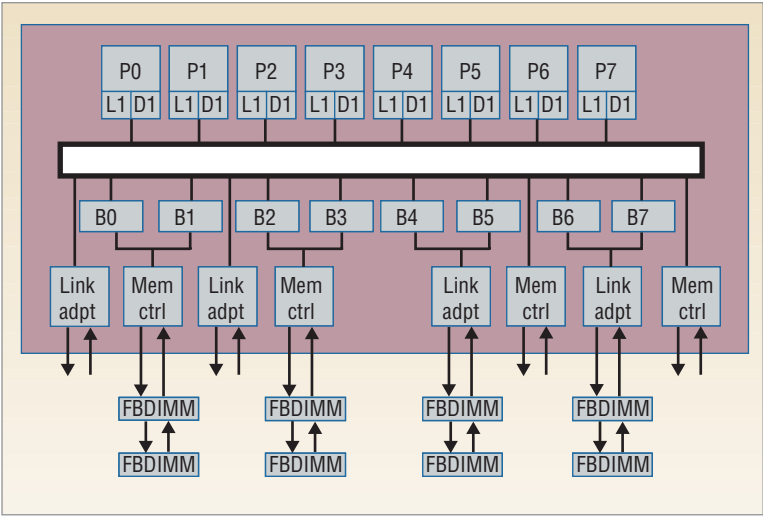 P0 P1 P2 P3 P4 P5 P6 P7
L1 D1 L1 D1 L1 D1 L1 D1 L1 D1 L1 D1 L1 D1 L1 D1
B0 B1 B2 B3 B4 B5 B6 B7
Link Mem Link Mem Link Mem Link Mem
adpt ctrl adpt ctrl adpt ctrl adpt ctrl
FBDIMM FBDIMM FBDIMM FBDIMM
FBDIMM FBDIMM FBDIMM FBDIMM